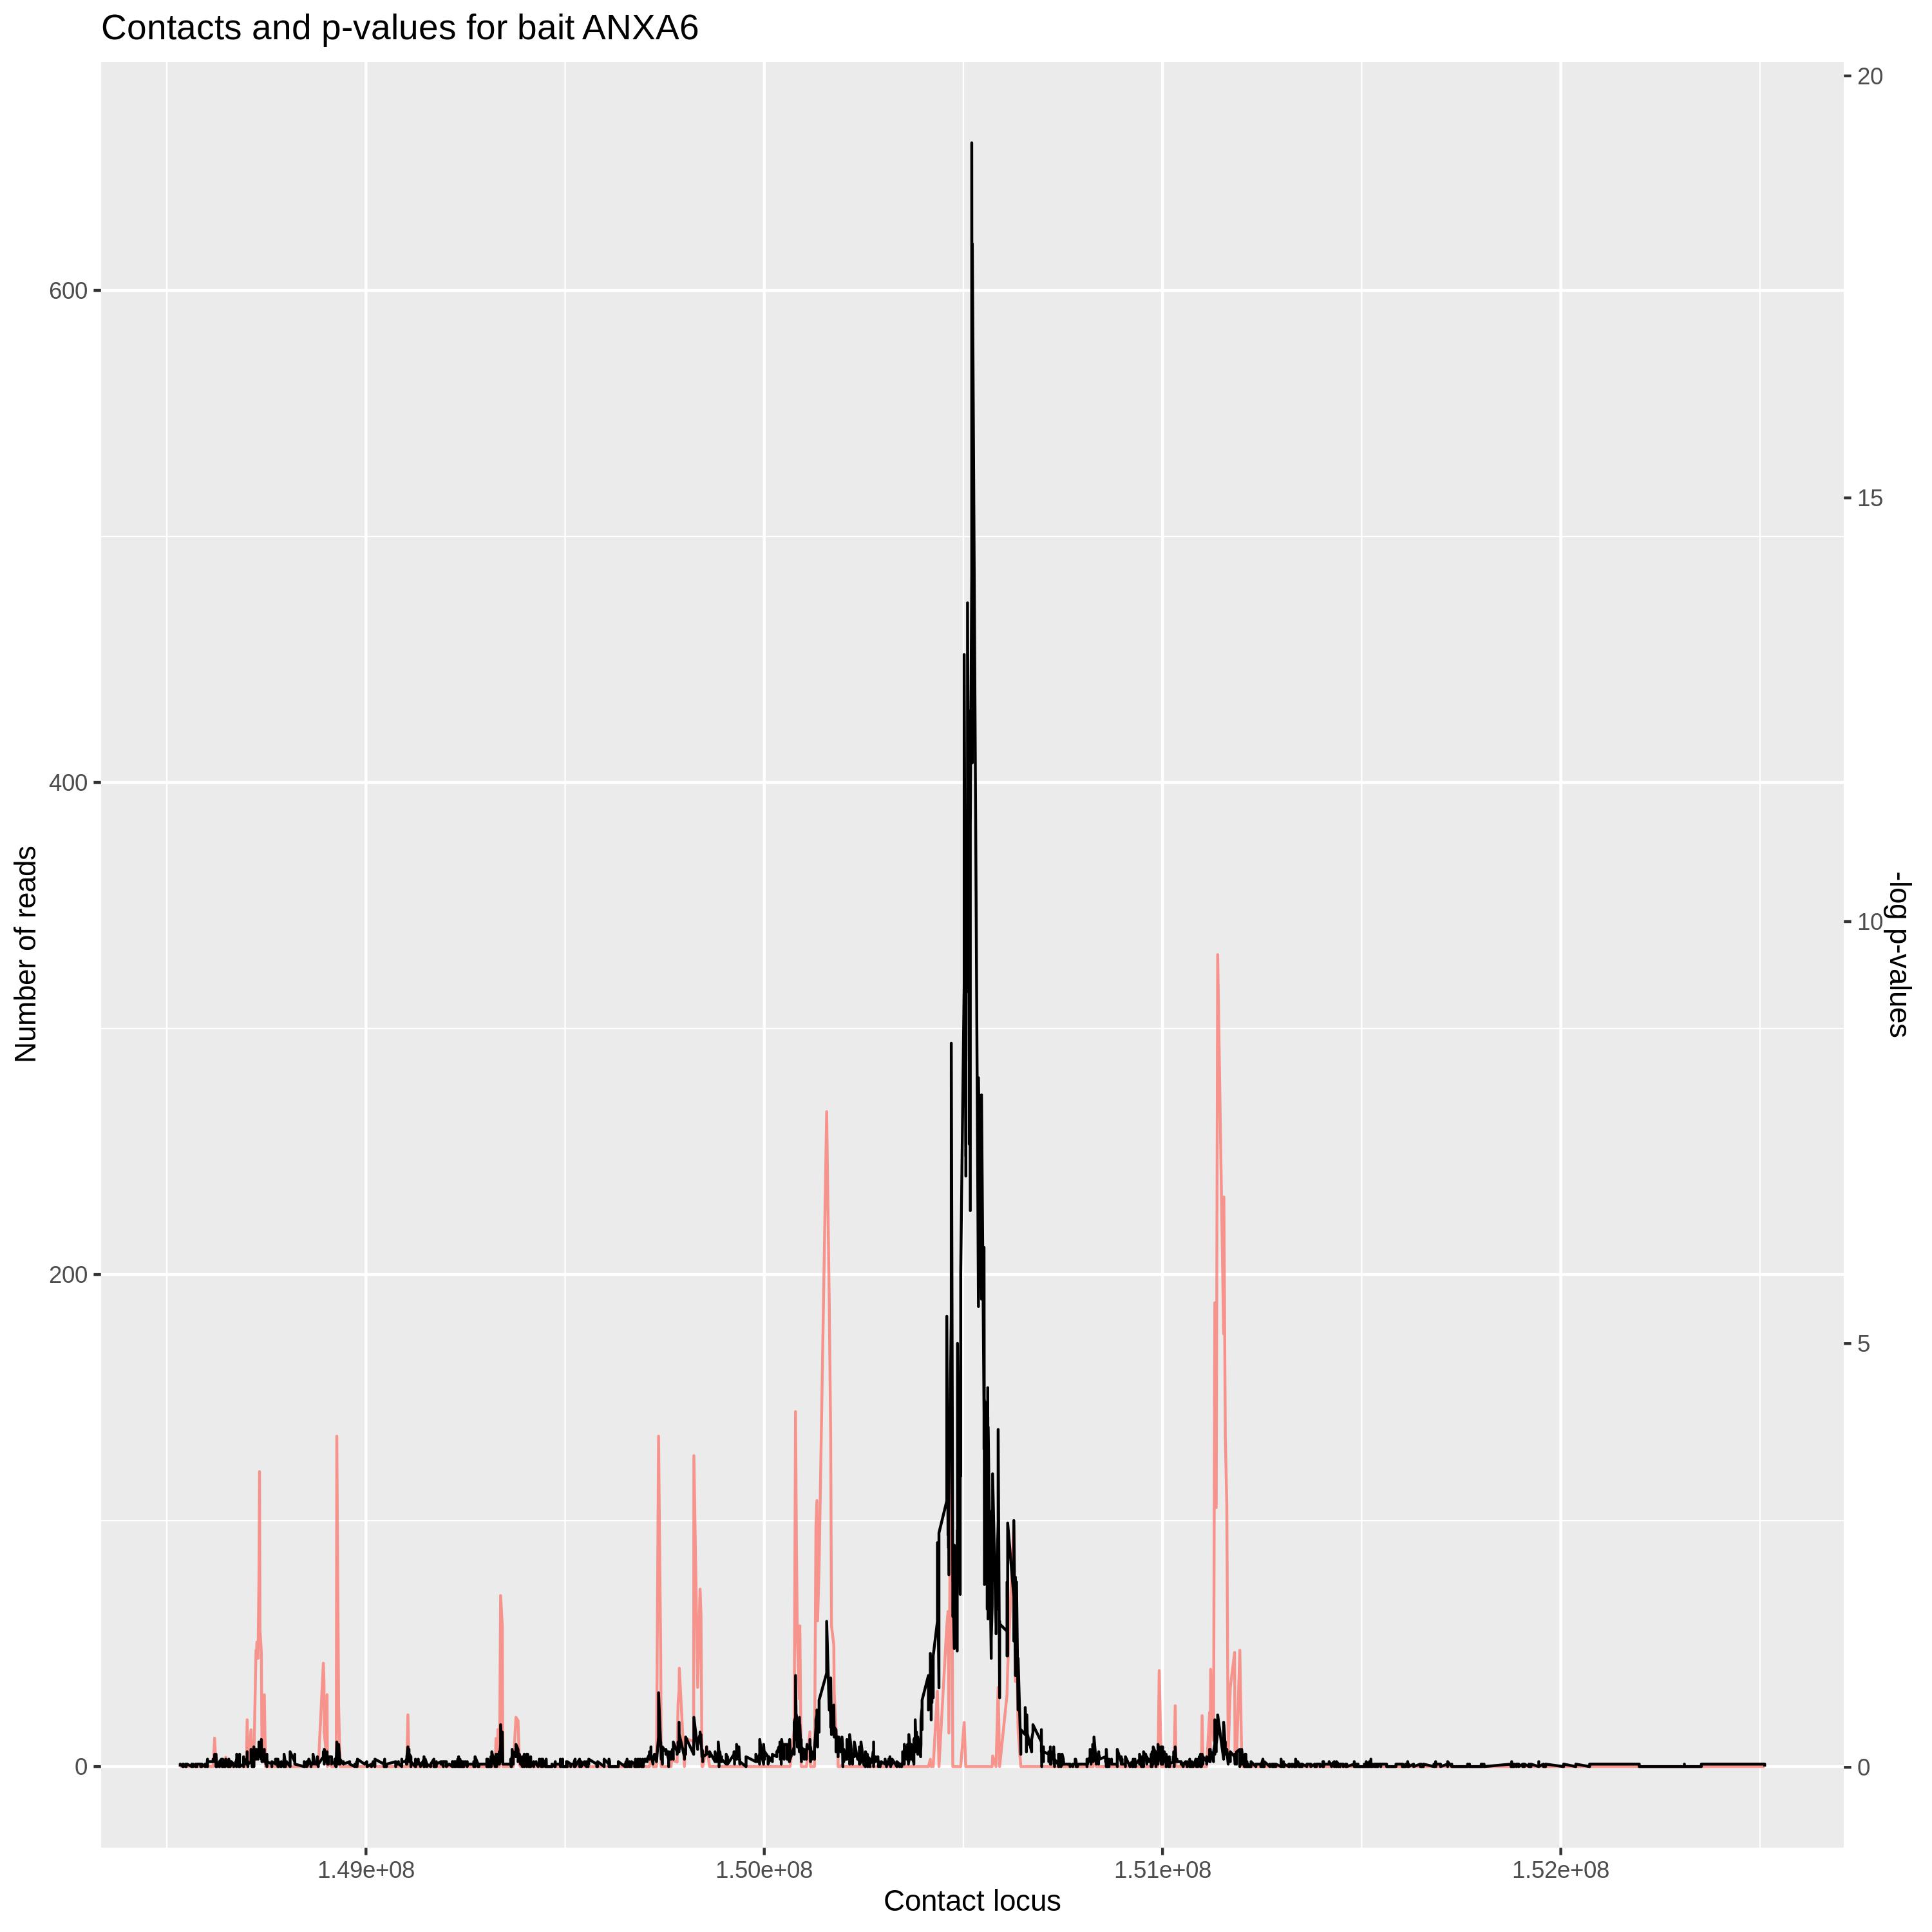 Contacts and p-values for bait ANXA6
20
15
10
5
0
600
400
200
0
Number of reads
-log p-values
1.49e+08
1.50e+08
1.51e+08
1.52e+08
Contact locus